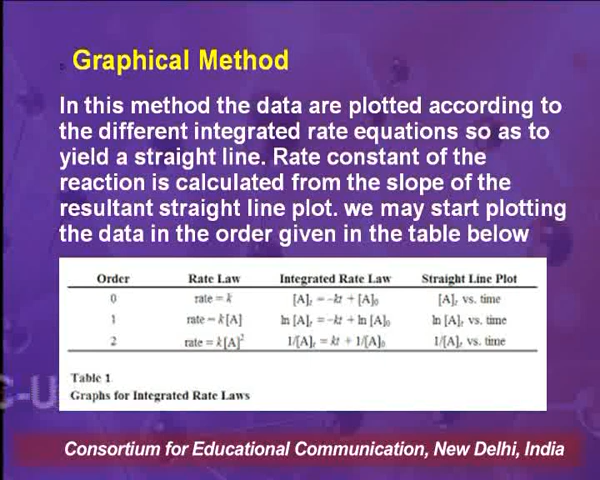 Graphical Method
In this method the data are plotted according to
the different integrated rate equations so as to
yield a straight line. Rate constant of the
reaction is calculated from the slope of the
resultant straight line plot. we may start plotting
the data in the order given in the table below
Order Rate Law Integrated Rate Law Straight Line Plot
0 rate = k [A]t = -kt + [A]0 [A]t vs. time
1 rate = k[A] ln [A]t = -kt + ln [A]0 ln [A]t vs. time
2 rate = k[A]² 1/[A]t = kt + 1/[A]0 1/[A]t vs. time
Table 1
Graphs for Integrated Rate Laws
C-U
Consortium for Educational Communication, New Delhi, India